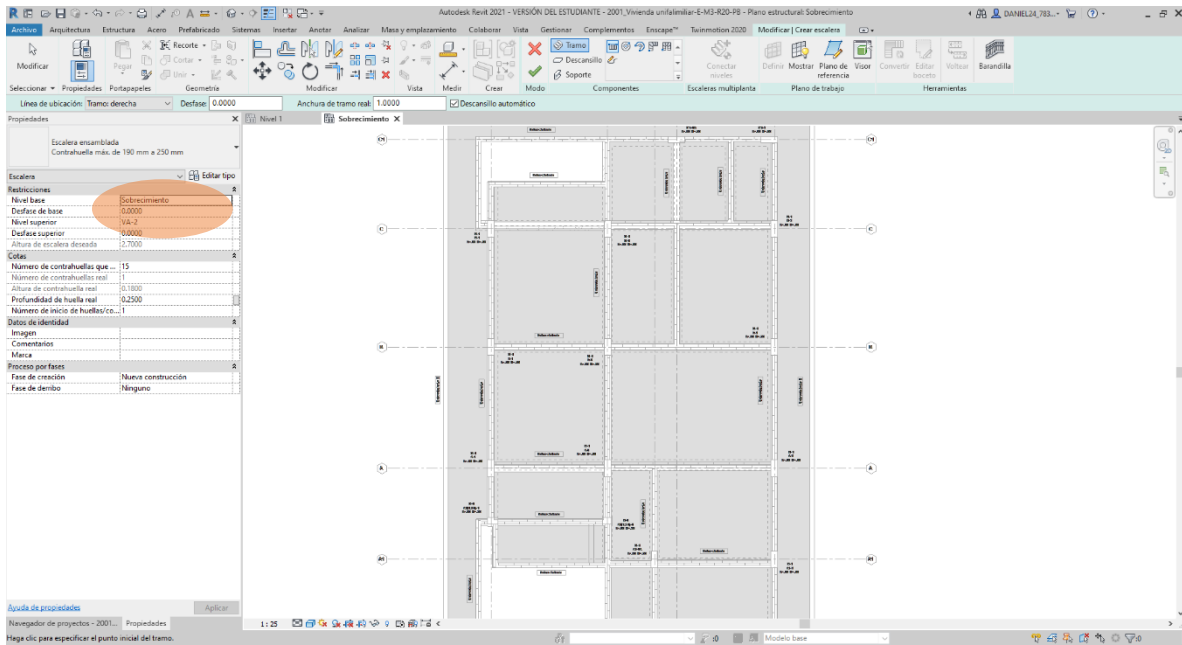 Autodesk Revit 2021 - VERSIÓN DEL ESTUDIANTE - 2001_Vivienda unifalimiliar-E-M3-R20-PB - Plano estructural: Sobrecimiento
DANIEL24_783...
Archivo Arquitectura Estructura Acero Prefabricado Sistemas Insertar Anotar Analizar Masa y emplazamiento Colaborar Vista Gestionar Complementos Enscape™ Twinmotion 2020 Modificar | Crear escalera
Modificar
Pegar
Recorte
Cortar
Unir
Tramo
Descansillo
Soporte
Conectar niveles
Definir Mostrar Plano de referencia Visor
Convertir Editar boceto Voltear Barandilla
Seleccionar Propiedades Portapapeles Geometría Modificar Vista Medir Crear Modo Componentes Escaleras multiplanta Plano de trabajo Herramientas
Línea de ubicación: Tramo: derecha Desfase: 0.0000 Anchura de tramo real: 1.0000 Descansillo automático
Propiedades X
Nivel 1
Sobrecimiento X
Escalera ensamblada
Contrahuella máx. de 190 mm a 250 mm
Escalera Editar tipo
Restricciones
Nivel base Sobrecimiento
Desfase de base 0.0000
Nivel superior VA-2
Desfase superior 0.0000
Altura de escalera deseada 2.7000
Cotas
Número de contrahuellas que ... 15
Número de contrahuellas real 1
Altura de contrahuella real 0.1800
Profundidad de huella real 0.2500
Número de inicio de huellas/co... 1
Datos de identidad
Imagen
Comentarios
Marca
Proceso por fases
Fase de creación Nueva construcción
Fase de derribo Ninguno
C
C
B
B
A
A
Ayuda de propiedades Aplicar
Navegador de proyectos - 2001... Propiedades
1 : 25
Haga clic para especificar el punto inicial del tramo.
:0
Modelo base
:0